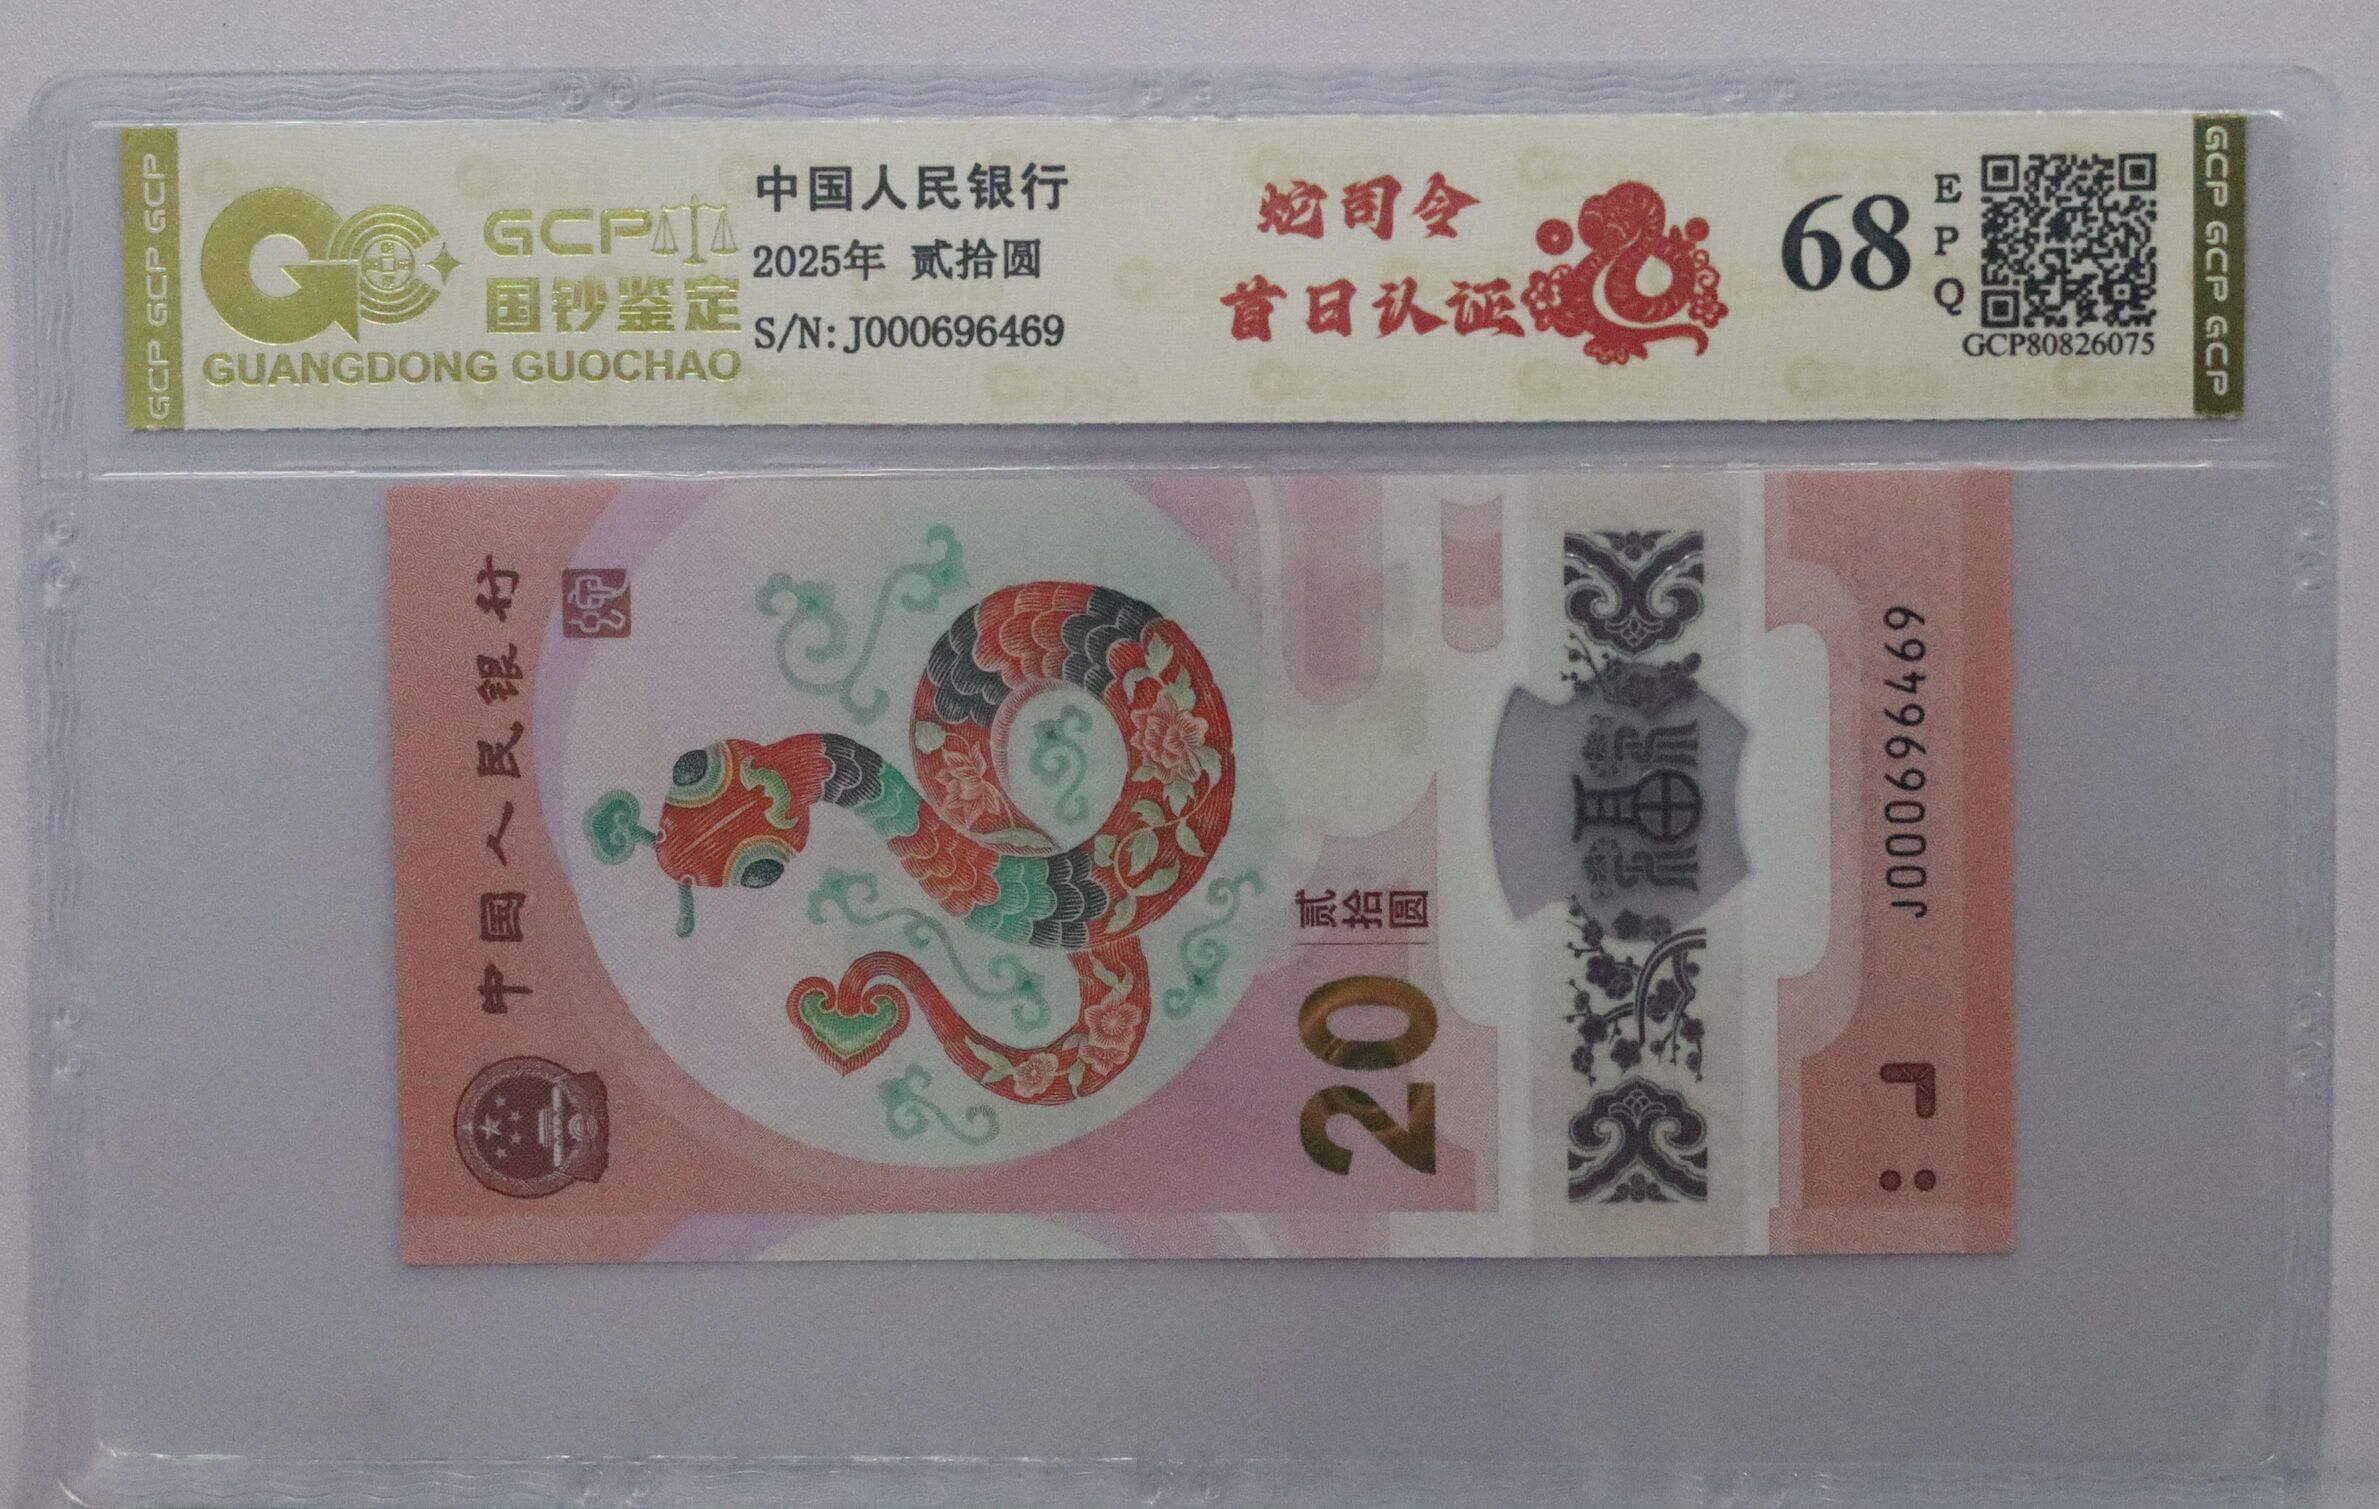 GCP GCP GCP
GCP
国钞鉴定
GUANGDONG GUOCHAO
中国人民银行
2025年 贰拾圆
S/N: J000696469
蛇司令
首日认证
68
EPQ
GCP80826075
GCP GCP GCP
中国人民银行
20
贰拾圆
福
J000696469